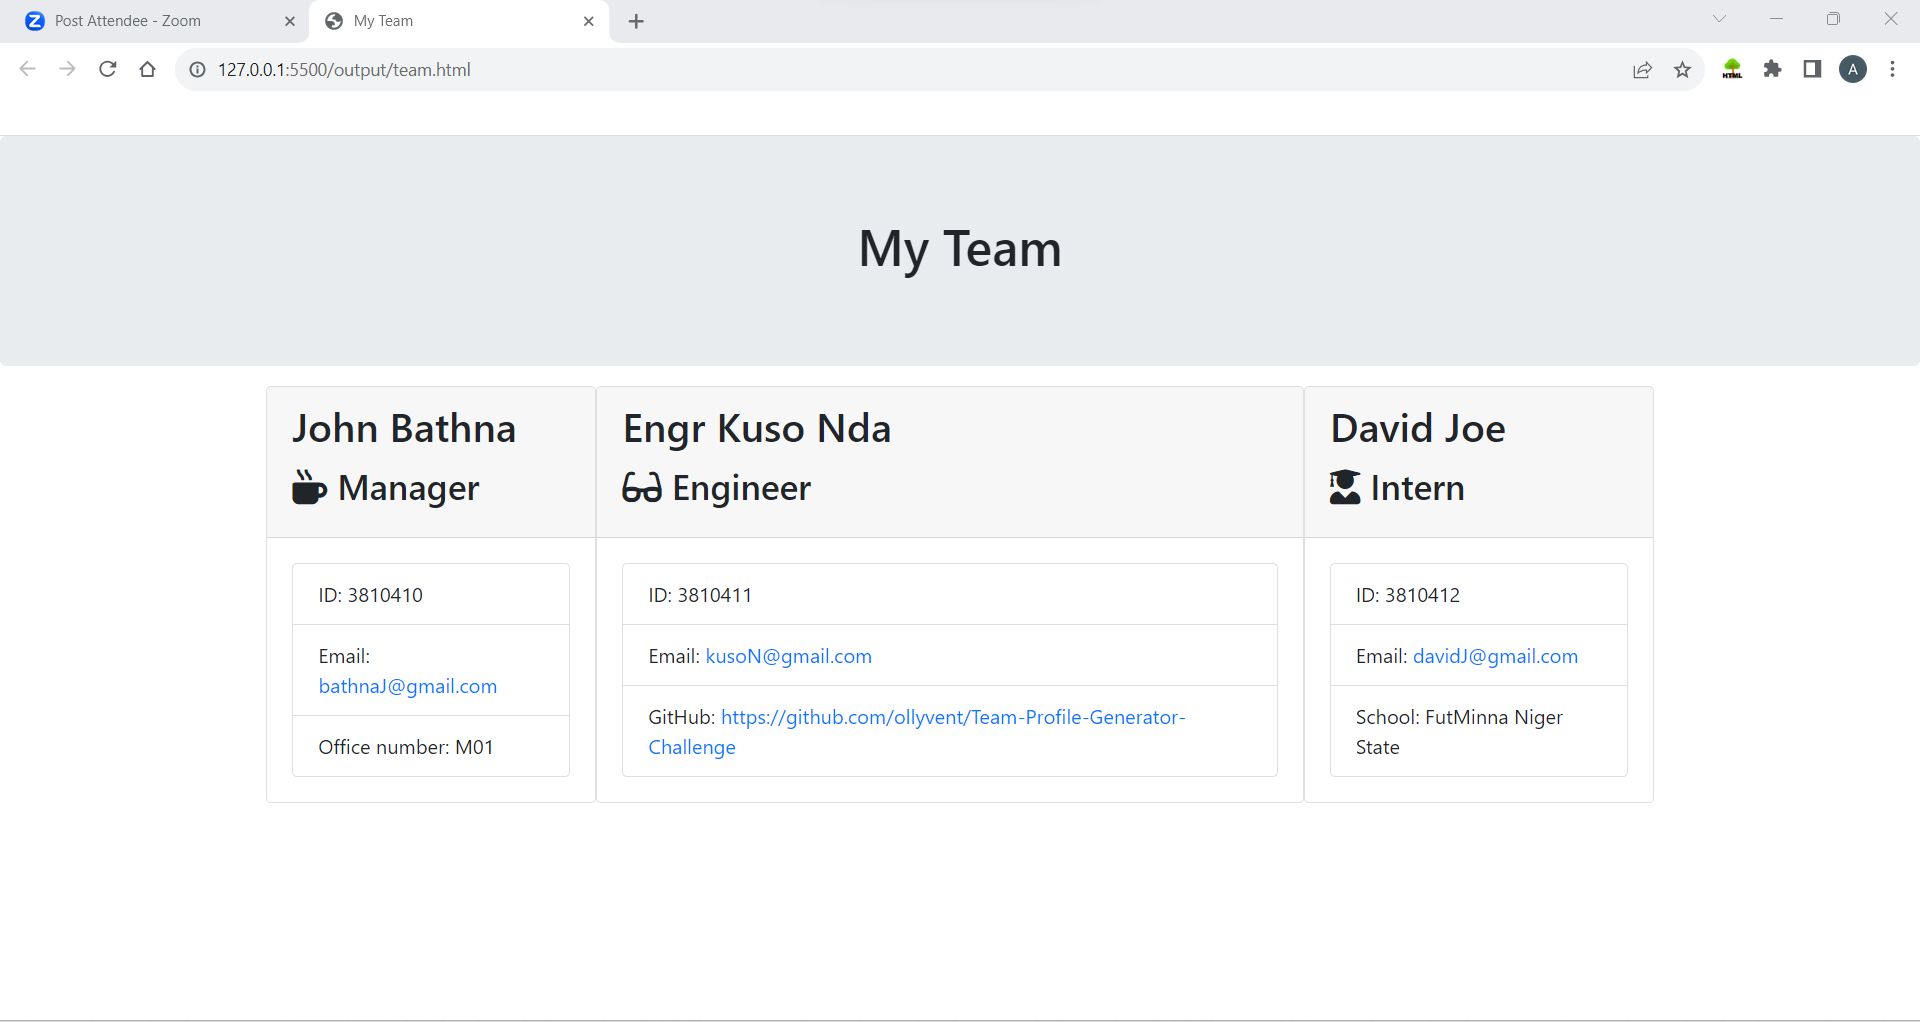 Post Attendee - Zoom
My Team
127.0.0.1:5500/output/team.html
HTML
A
My Team
John Bathna
Manager
ID: 3810410
Email:
bathnaJ@gmail.com
Office number: M01
Engr Kuso Nda
Engineer
ID: 3810411
Email: kusoN@gmail.com
GitHub: https://github.com/ollyvent/Team-Profile-Generator-
Challenge
David Joe
Intern
ID: 3810412
Email: davidJ@gmail.com
School: FutMinna Niger
State